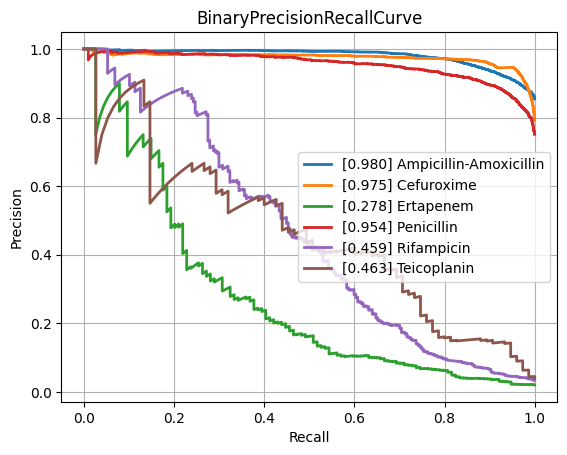 BinaryPrecisionRecallCurve
1.0
0.8
0.6
0.4
0.2
0.0
Precision
[0.980] Ampicillin-Amoxicillin
[0.975] Cefuroxime
[0.278] Ertapenem
[0.954] Penicillin
[0.459] Rifampicin
[0.463] Teicoplanin
0.0 0.2 0.4 0.6 0.8 1.0
Recall